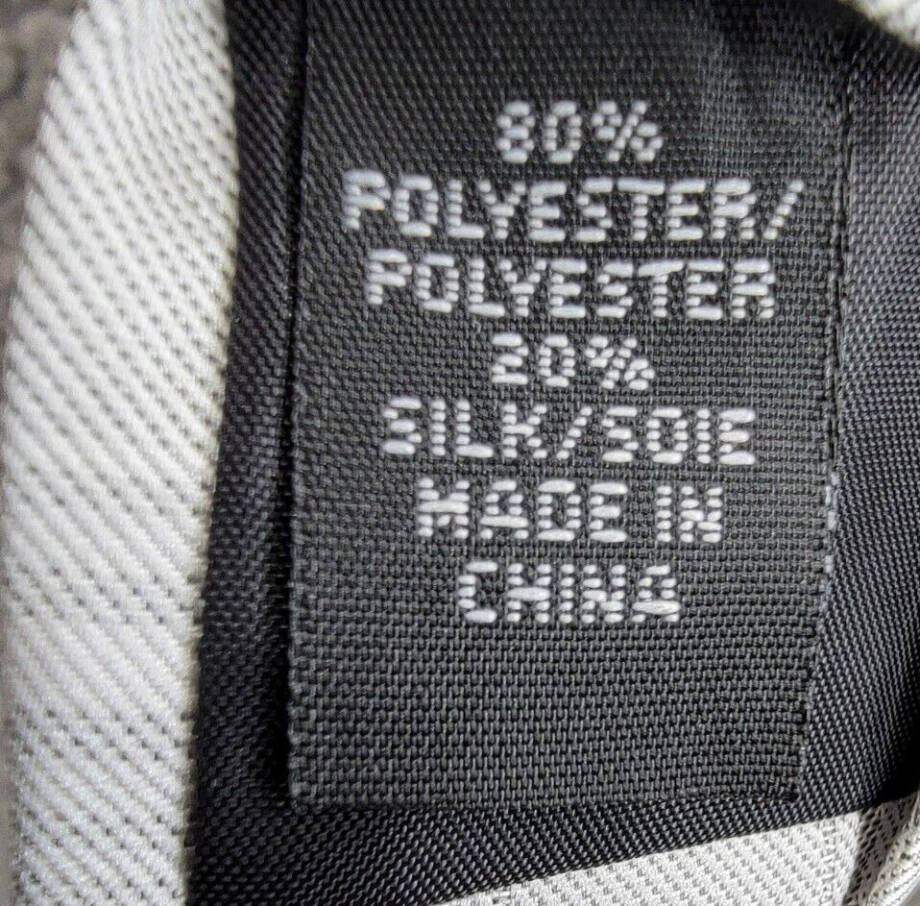 80%
POLYESTER/
POLYESTER
20%
SILK/SOIE
MADE IN
CHINA